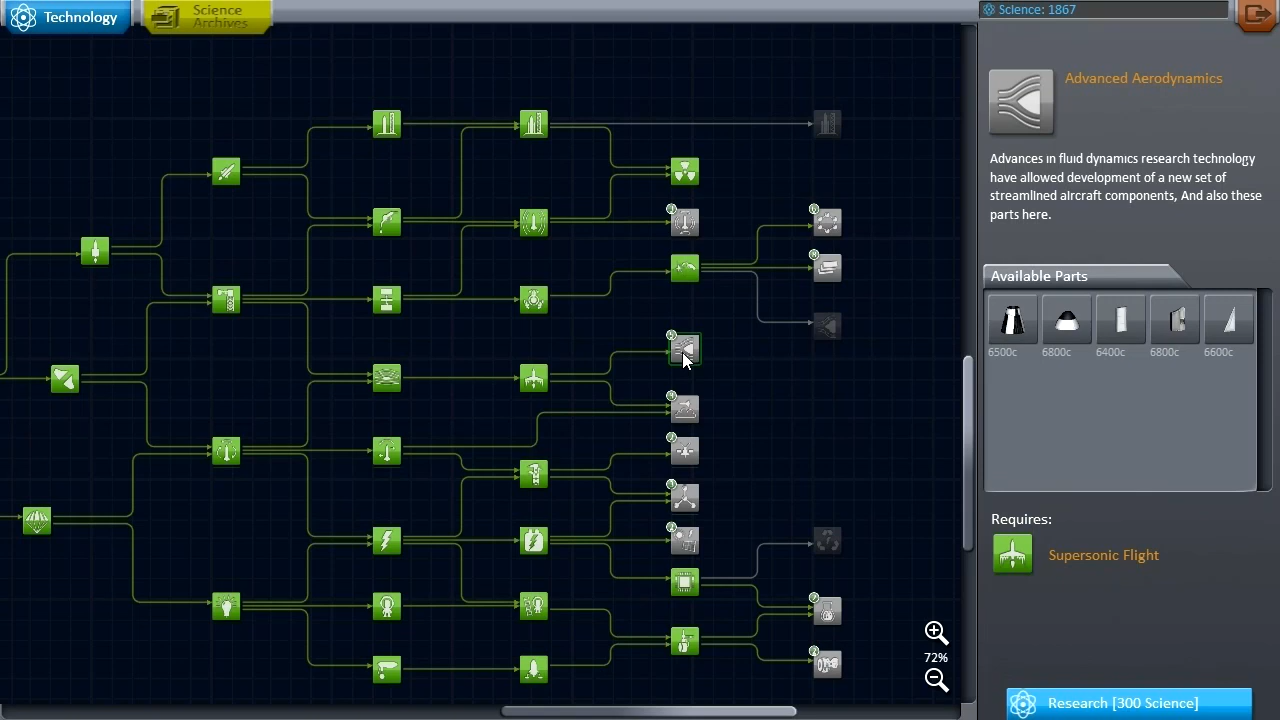 Technology
Science
Archives
Science: 1867
Advanced Aerodynamics
Advances in fluid dynamics research technology
have allowed development of a new set of
streamlined aircraft components, And also these
parts here.
Available Parts
6500c 6800c 6400c 6800c 6600c
Requires:
Supersonic Flight
72%
Research [300 Science]